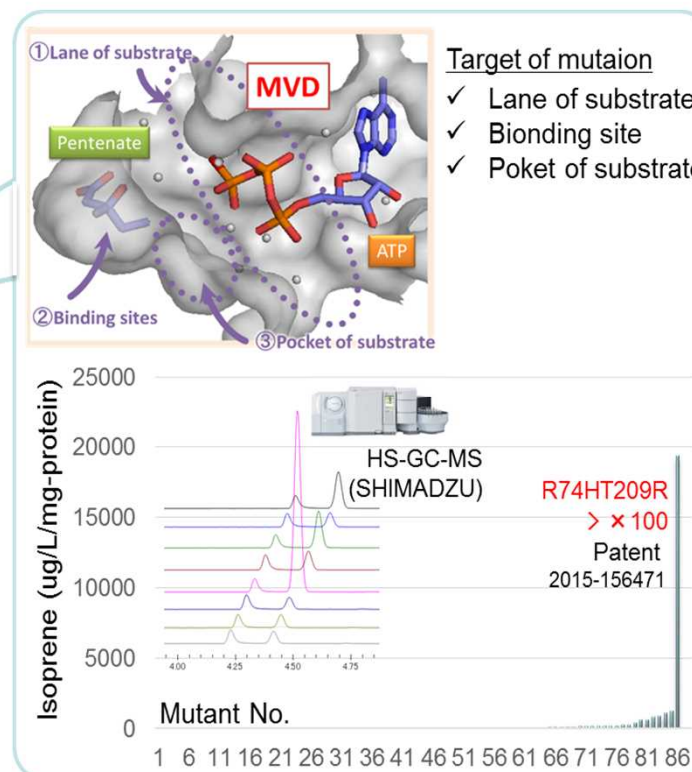 ①Lane of substrate
MVD
Pentenate
ATP
②Binding sites
③Pocket of substrate
Target of mutaion
✓ Lane of substrate
✓ Bionding site
✓ Poket of substrate
Isoprene (ug/L/mg-protein)
25000
20000
15000
10000
5000
0
HS-GC-MS
(SHIMADZU)
R74HT209R
> ×100
Patent
2015-156471
4.00 4.25 4.50 4.75
Mutant No.
1 6 11 16 21 26 31 36 41 46 51 56 61 66 71 76 81 86